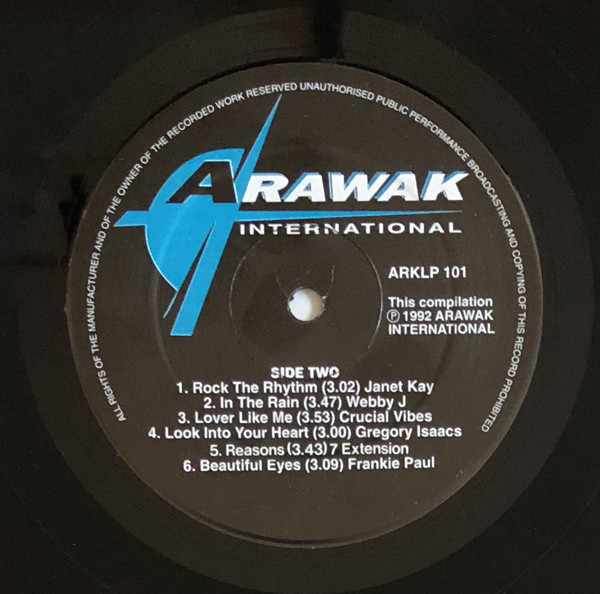 ALL RIGHTS OF THE MANUFACTURER AND OF THE OWNER OF THE RECORDED WORK RESERVED UNAUTHORISED PUBLIC PERFORMANCE BROADCASTING AND COPYING OF THIS RECORD PROHIBITED
ARAWAK
INTERNATIONAL
ARKLP 101
This compilation
Ⓟ 1992 ARAWAK
INTERNATIONAL
SIDE TWO
1. Rock The Rhythm (3.02) Janet Kay
2. In The Rain (3.47) Webby J
3. Lover Like Me (3.53) Crucial Vibes
4. Look Into Your Heart (3.00) Gregory Isaacs
5. Reasons (3.43) 7 Extension
6. Beautiful Eyes (3.09) Frankie Paul